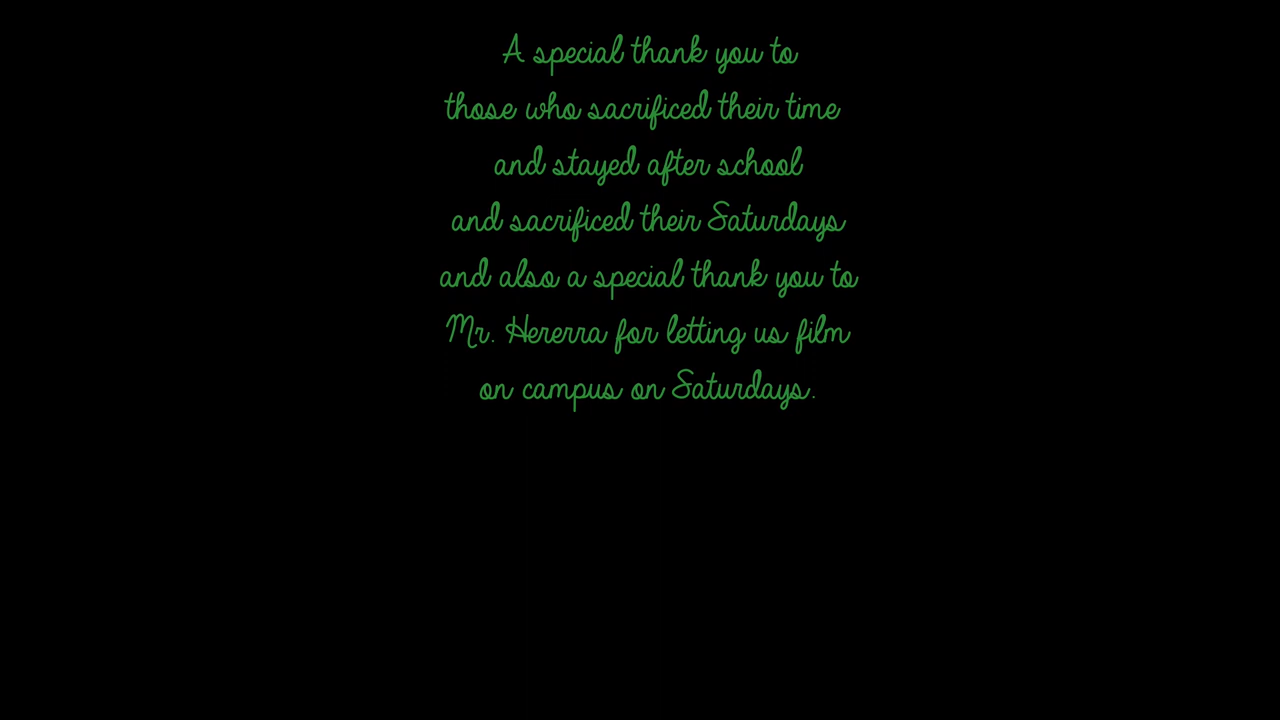 A special thank you to
those who sacrificed their time
and stayed after school
and sacrificed their Saturdays
and also a special thank you to
Mr. Hererra for letting us film
on campus on Saturdays.